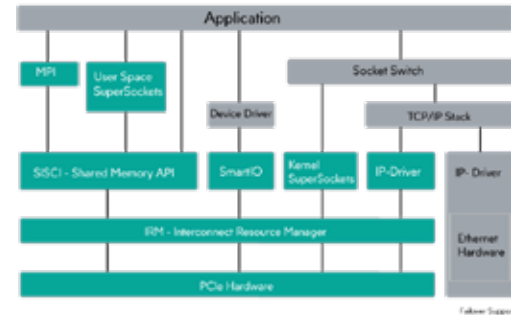 Application
MPI
User Space
SuperSockets
Socket Switch
Device Driver
TCP/IP Stack
SISCI - Shared Memory API
SmartIO
Kernel
SuperSockets
IP-Driver
IP- Driver
IRM - Interconnect Resource Manager
Ethernet
Hardware
PCIe Hardware